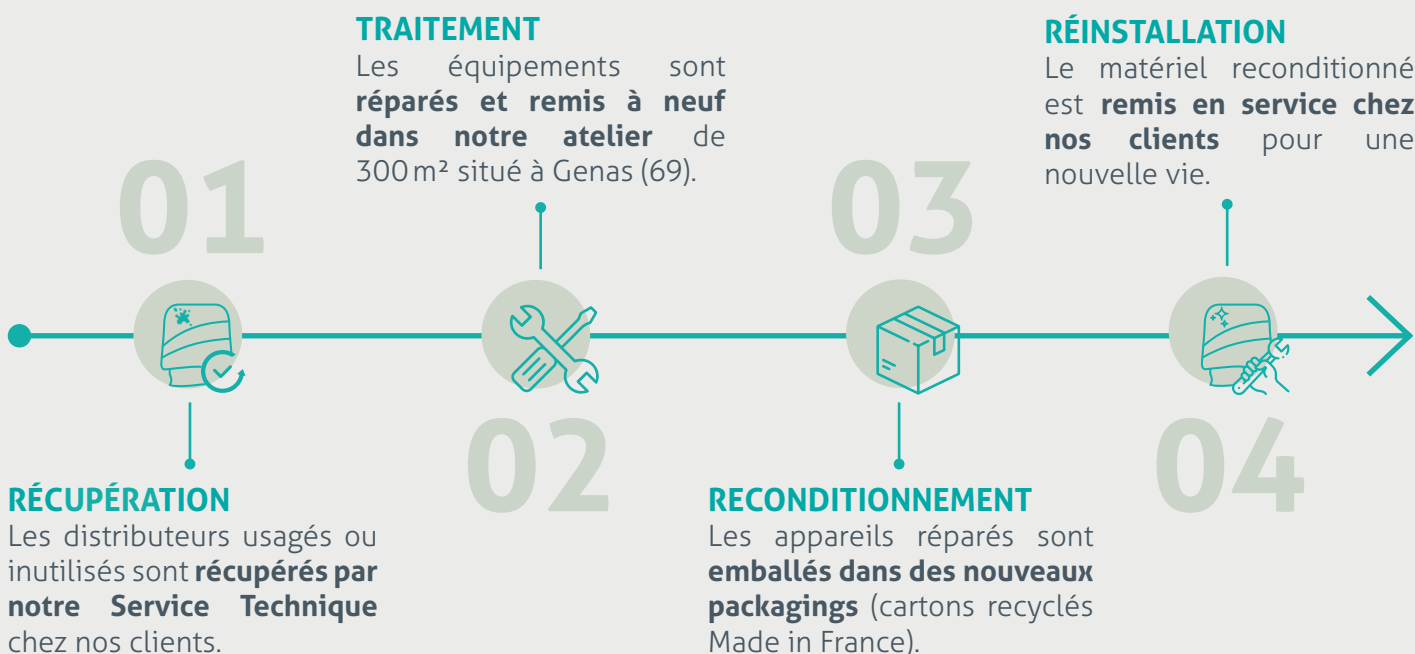 01
RÉCUPÉRATION
Les distributeurs usagés ou
inutilisés sont récupérés par
notre Service Technique
chez nos clients.
TRAITEMENT
Les équipements sont
réparés et remis à neuf
dans notre atelier de
300 m² situé à Genas (69).
02
03
RECONDITIONNEMENT
Les appareils réparés sont
emballés dans des nouveaux
packagings (cartons recyclés
Made in France).
RÉINSTALLATION
Le matériel reconditionné
est remis en service chez
nos clients pour une
nouvelle vie.
04